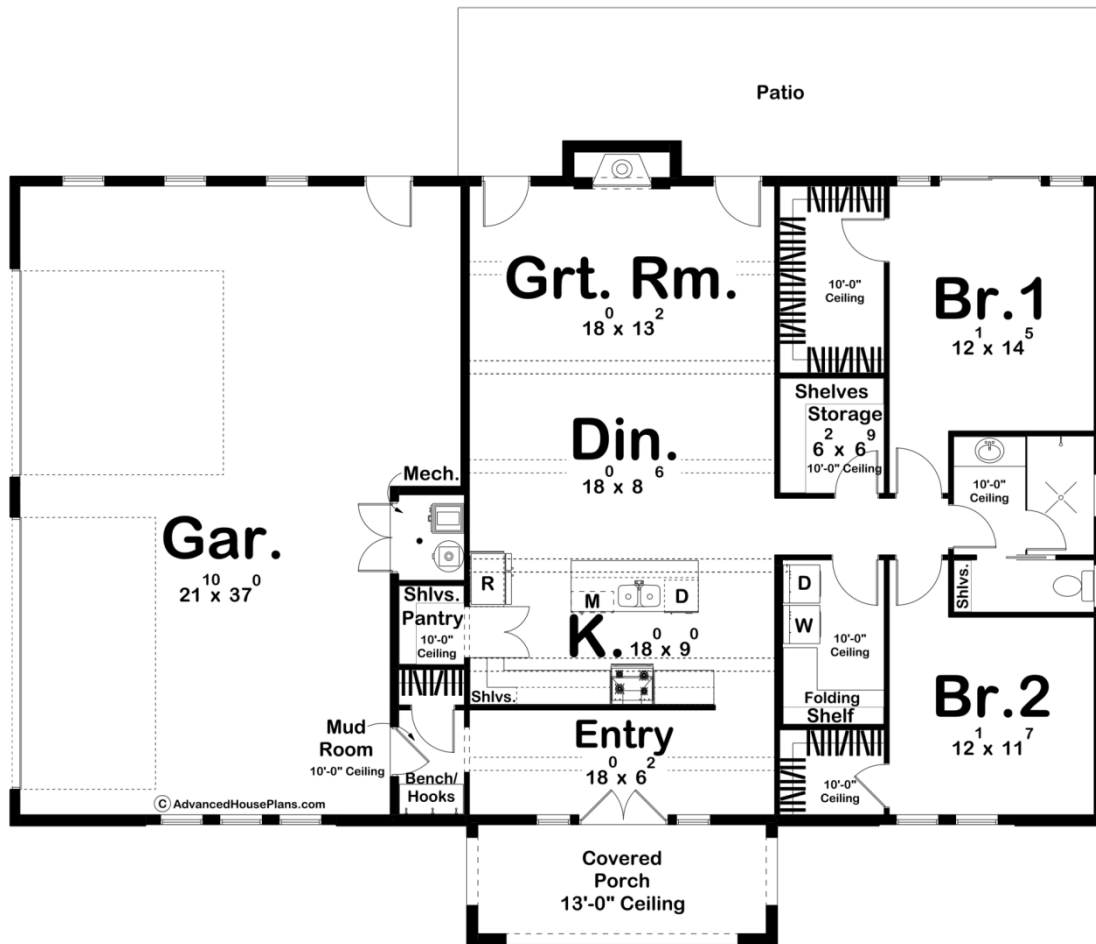 Patio
Grt. Rm.
18⁰ x 13²
10'-0"
Ceiling
Br.1
12¹ x 14⁵
Shelves
Storage
6² x 6⁹
10'-0" Ceiling
Din.
18⁰ x 8⁶
10'-0"
Ceiling
Mech.
Gar.
21¹⁰ x 37⁰
R
M
D
K.
18⁰ x 9⁰
Shlvs.
Pantry
10'-0"
Ceiling
Shlvs.
D
W
10'-0"
Ceiling
Folding
Shelf
Shlvs.
Br.2
12¹ x 11⁷
Mud
Room
10'-0" Ceiling
Entry
18⁰ x 6²
Bench/
Hooks
10'-0"
Ceiling
© AdvancedHousePlans.com
Covered
Porch
13'-0" Ceiling